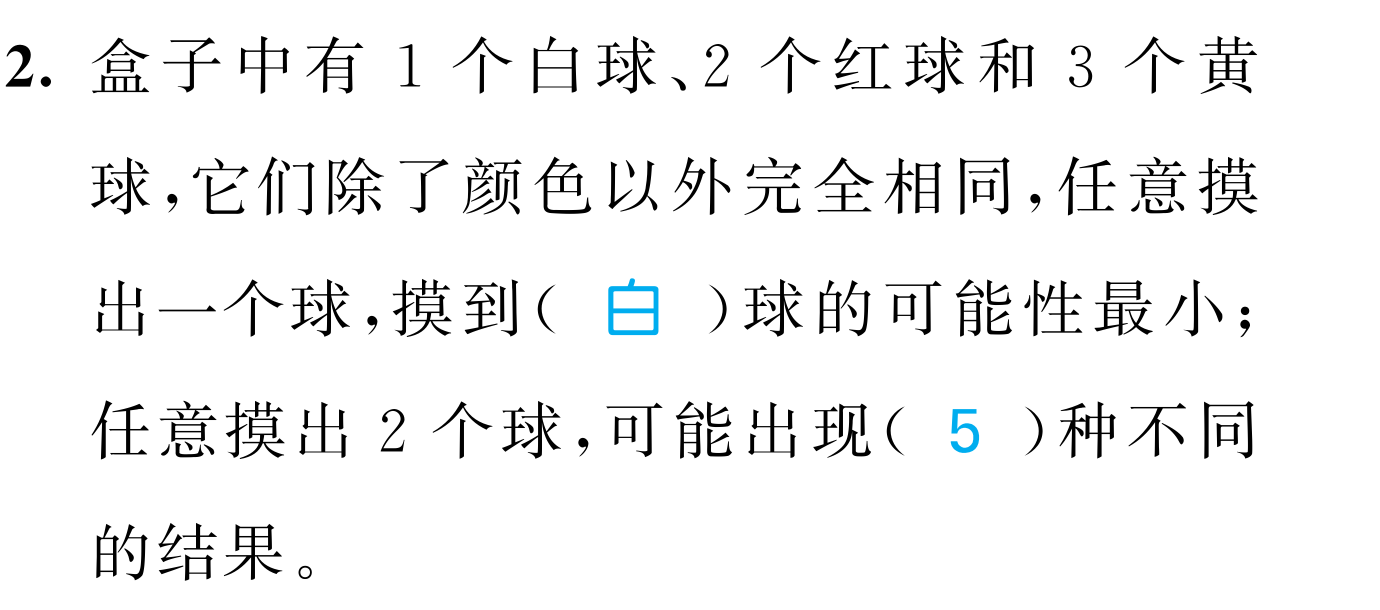 2. 盒子中有 1 个白球、2 个红球和 3 个黄
球,它们除了颜色以外完全相同,任意摸
出一个球,摸到( 白 )球的可能性最小;
任意摸出 2 个球,可能出现( 5 )种不同
的结果。